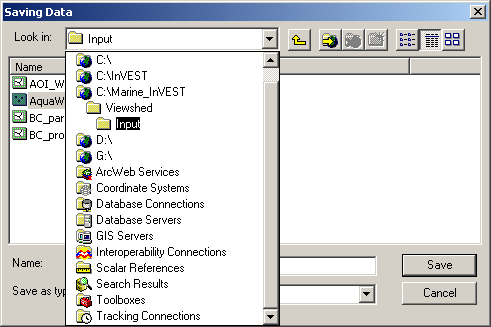 Saving Data
Look in:
Input
Name
AOI_W
AquaW
BC_par
BC_pro
C:\
C:\InVEST
C:\Marine_InVEST
Viewshed
Input
D:\
G:\
ArcWeb Services
Coordinate Systems
Database Connections
Database Servers
GIS Servers
Interoperability Connections
Scalar References
Search Results
Toolboxes
Tracking Connections
Name:
Save
Save as typ
Cancel